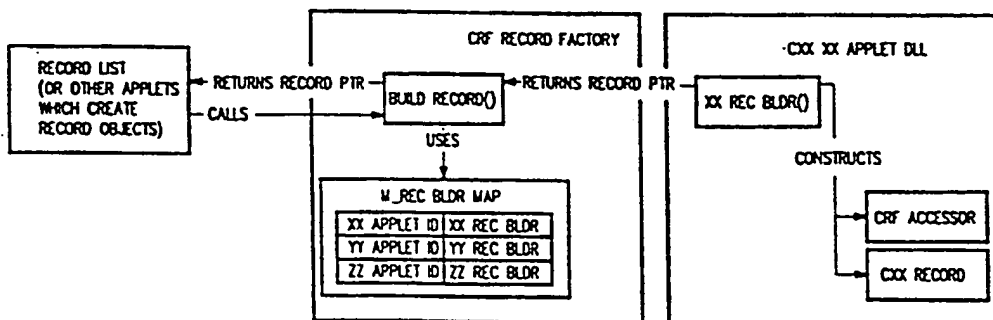 CRF RECORD FACTORY
CXX XX APPLET DLL
RECORD LIST
(OR OTHER APPLETS
WHICH CREATE
RECORD OBJECTS)
RETURNS RECORD PTR
CALLS
BUILD RECORD()
RETURNS RECORD PTR
XX REC BLDR()
USES
CONSTRUCTS
M_REC BLDR MAP
XX APPLET ID XX REC BLDR
YY APPLET ID YY REC BLDR
ZZ APPLET ID ZZ REC BLDR
CRF ACCESSOR
CXX RECORD